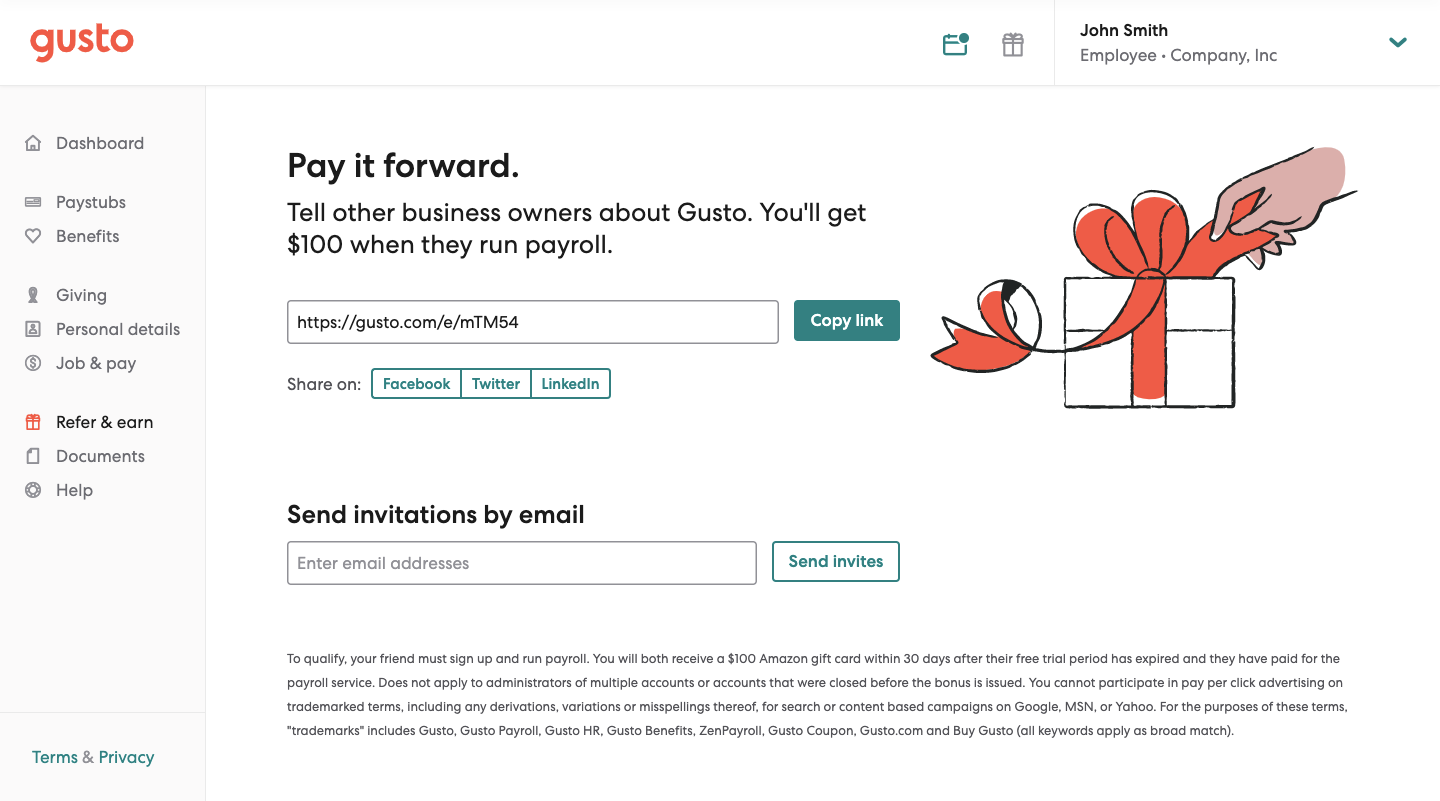 gusto
John Smith
Employee • Company, Inc
Dashboard
Paystubs
Benefits
Giving
Personal details
Job & pay
Refer & earn
Documents
Help
Terms & Privacy
Pay it forward.
Tell other business owners about Gusto. You'll get
$100 when they run payroll.
https://gusto.com/e/mTM54
Copy link
Share on:
Facebook
Twitter
LinkedIn
Send invitations by email
Enter email addresses
Send invites
To qualify, your friend must sign up and run payroll. You will both receive a $100 Amazon gift card within 30 days after their free trial period has expired and they have paid for the
payroll service. Does not apply to administrators of multiple accounts or accounts that were closed before the bonus is issued. You cannot participate in pay per click advertising on
trademarked terms, including any derivations, variations or misspellings thereof, for search or content based campaigns on Google, MSN, or Yahoo. For the purposes of these terms,
"trademarks" includes Gusto, Gusto Payroll, Gusto HR, Gusto Benefits, ZenPayroll, Gusto Coupon, Gusto.com and Buy Gusto (all keywords apply as broad match).